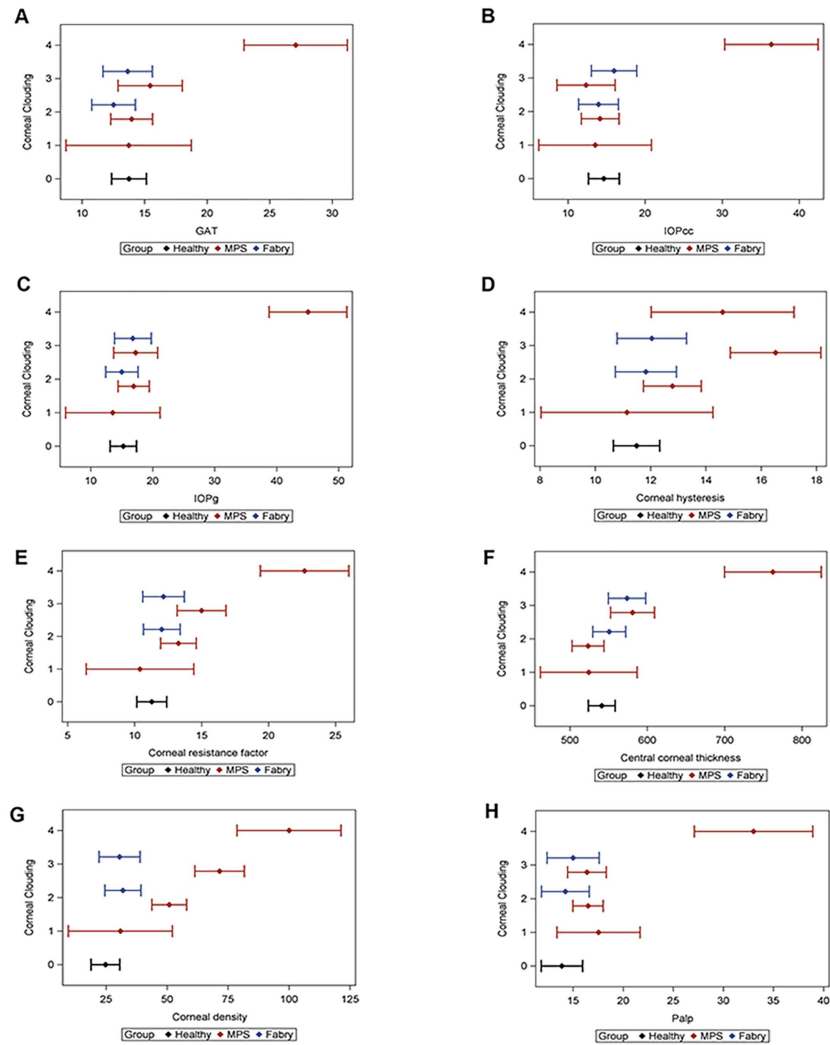 A
Corneal Clouding
4
3
2
1
0
10 15 20 25 30
GAT
Group Healthy MPS Fabry
B
Corneal Clouding
4
3
2
1
0
10 20 30 40
IOPcc
Group Healthy MPS Fabry
C
Corneal Clouding
4
3
2
1
0
10 20 30 40 50
IOPg
Group Healthy MPS Fabry
D
Corneal Clouding
4
3
2
1
0
8 10 12 14 16 18
Corneal hysteresis
Group Healthy MPS Fabry
E
Corneal Clouding
4
3
2
1
0
5 10 15 20 25
Corneal resistance factor
Group Healthy MPS Fabry
F
Corneal Clouding
4
3
2
1
0
500 600 700 800
Central corneal thickness
Group Healthy MPS Fabry
G
Corneal Clouding
4
3
2
1
0
25 50 75 100 125
Corneal density
Group Healthy MPS Fabry
H
Corneal Clouding
4
3
2
1
0
15 20 25 30 35 40
Palp
Group Healthy MPS Fabry